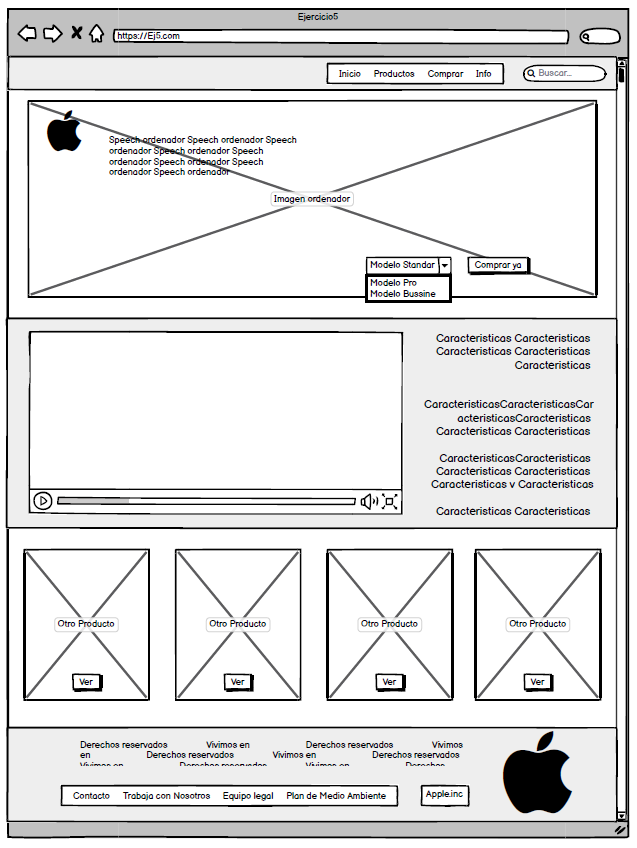 Ejercicio5
https://Ej5.com
Inicio Productos Comprar Info
Buscar...
Speech ordenador Speech ordenador Speech
ordenador Speech ordenador Speech
ordenador Speech ordenador Speech
ordenador Speech ordenador
Imagen ordenador
Modelo Standar
Comprar ya
Modelo Pro
Modelo Bussine
Caracteristicas Caracteristicas
Caracteristicas Caracteristicas
Caracteristicas
CaracteristicasCaracteristicasCar
acteristicasCaracteristicas
Caracteristicas Caracteristicas
CaracteristicasCaracteristicas
Caracteristicas Caracteristicas
Caracteristicas v Caracteristicas
Caracteristicas Caracteristicas
Otro Producto Otro Producto Otro Producto Otro Producto
Ver Ver Ver Ver
Derechos reservados Vivimos en Derechos reservados Vivimos
en Derechos reservados Vivimos en Derechos reservados
Vivimos en Derechos reservados Vivimos en Derechos
Contacto Trabaja con Nosotros Equipo legal Plan de Medio Ambiente
Apple.inc